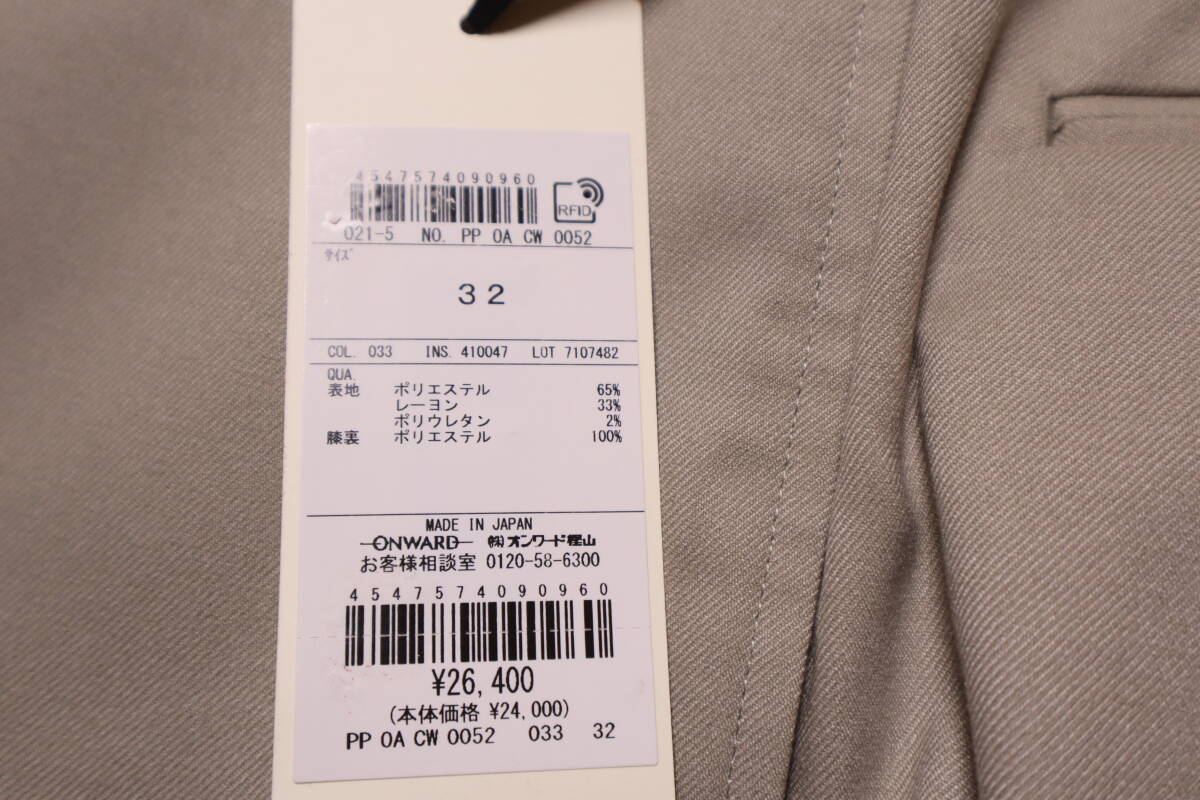 4547574090960
RFID
021-5 NO. PP 0A CW 0052
サイズ
32
COL. 033 INS. 410047 LOT 7107482
QUA.
表地 ポリエステル 65%
レーヨン 33%
ポリウレタン 2%
膝裏 ポリエステル 100%
MADE IN JAPAN
ONWARD ㈱オンワード樫山
お客様相談室 0120-58-6300
4547574090960
¥26,400
(本体価格 ¥24,000)
PP 0A CW 0052 033 32